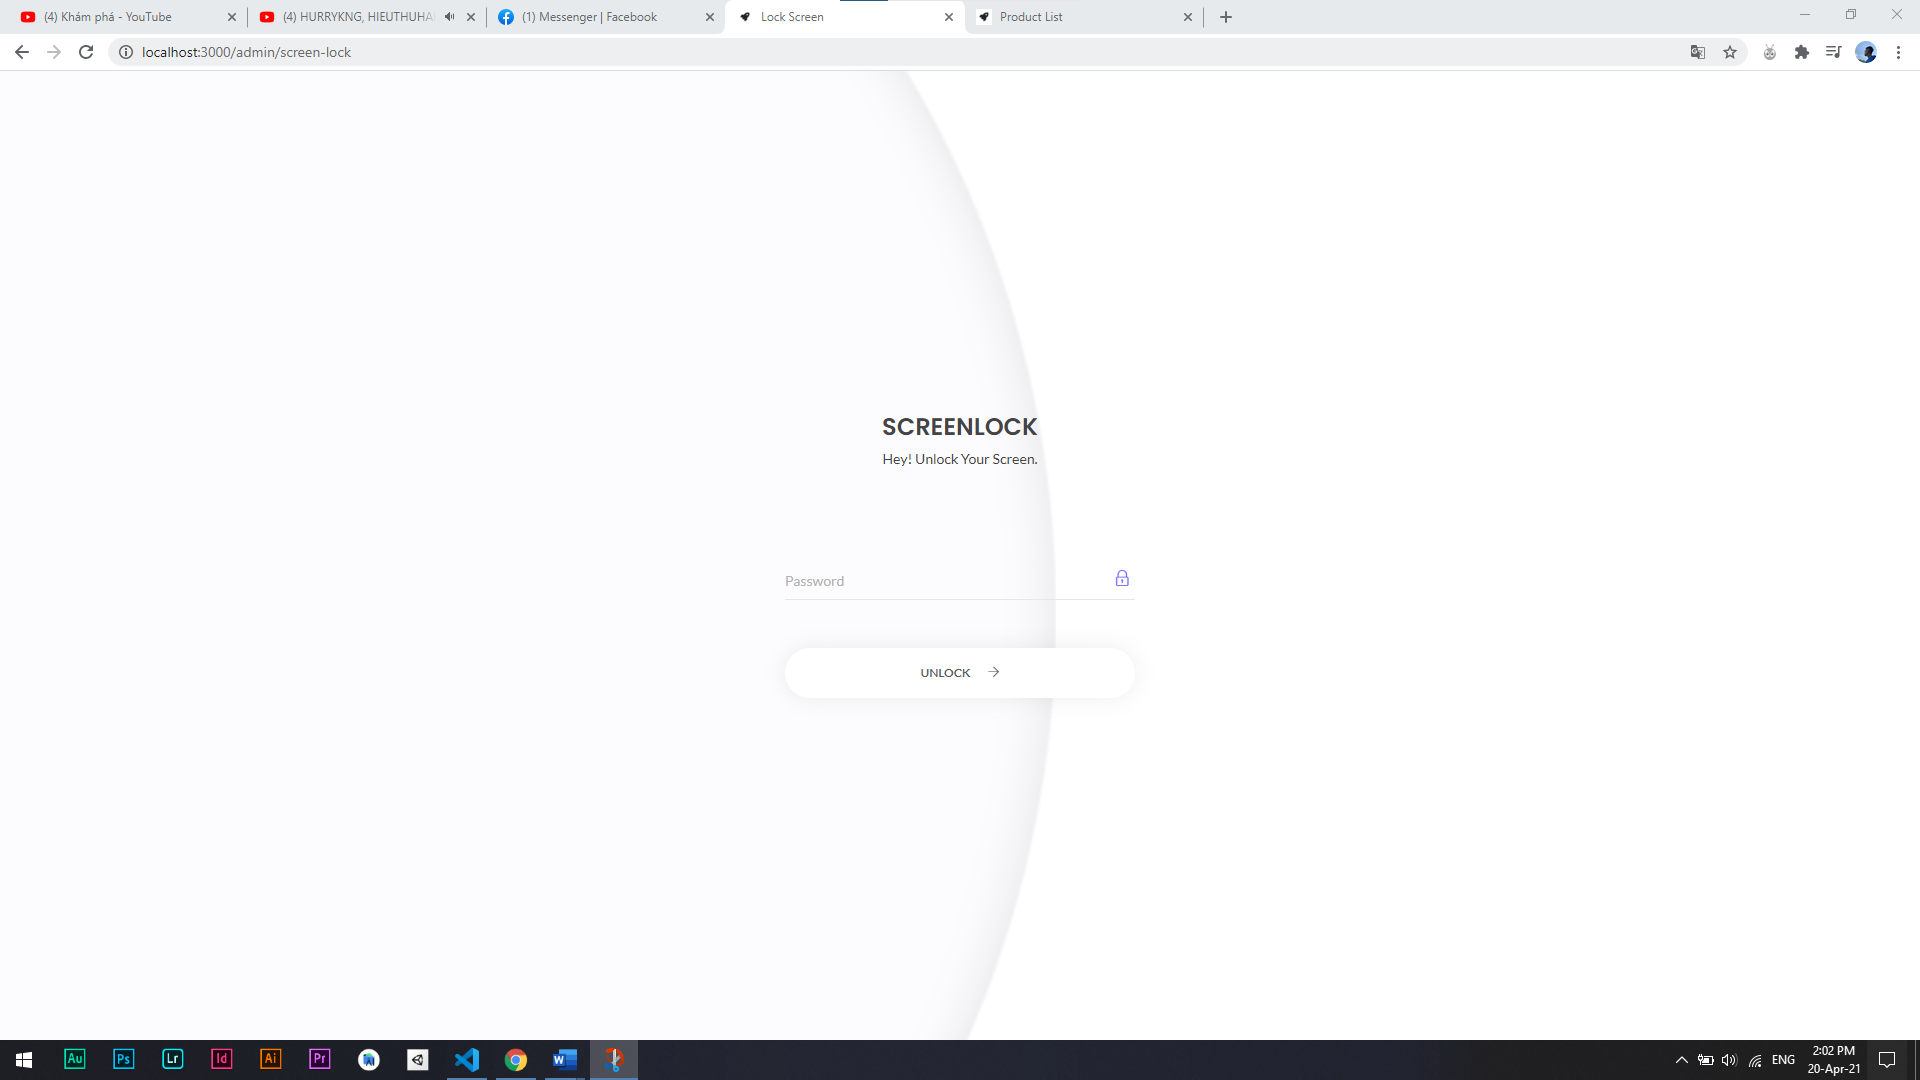 (4) Khám phá - YouTube
(4) HURRYKNG, HIEUTHUHAI
(1) Messenger | Facebook
Lock Screen
Product List
localhost:3000/admin/screen-lock
SCREENLOCK
Hey! Unlock Your Screen.
Password
UNLOCK
Au
Ps
Lr
Id
Ai
Pr
W
ENG
2:02 PM
20-Apr-21